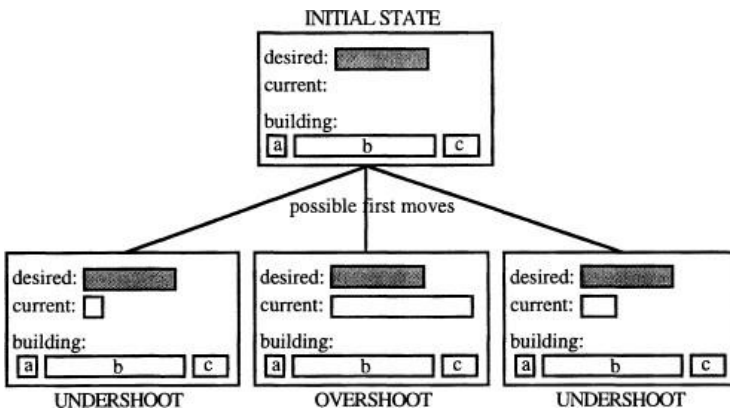 INITIAL STATE
desired:
current:
building:
a b c
possible first moves
desired:
current:
building:
a b c
UNDERSHOOT
desired:
current:
building:
a b c
OVERSHOOT
desired:
current:
building:
a b c
UNDERSHOOT